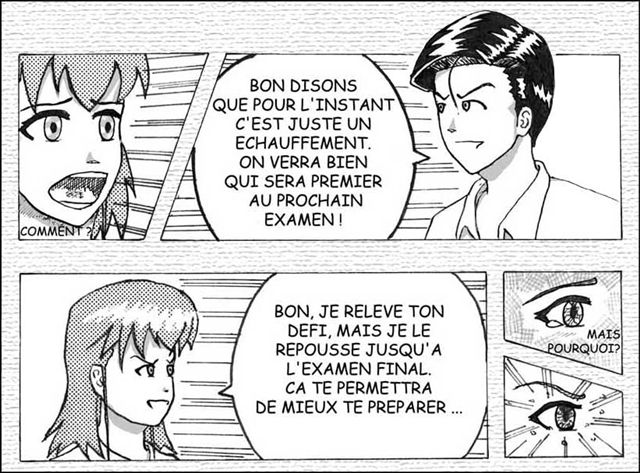 COMMENT ?
BON DISONS
QUE POUR L'INSTANT
C'EST JUSTE UN
ECHAUFFEMENT.
ON VERRA BIEN
QUI SERA PREMIER
AU PROCHAIN
EXAMEN !
BON, JE RELEVE TON
DEFI, MAIS JE LE
REPOUSSE JUSQU'A
L'EXAMEN FINAL.
CA TE PERMETTRA
DE MIEUX TE PREPARER ...
MAIS
POURQUOI?